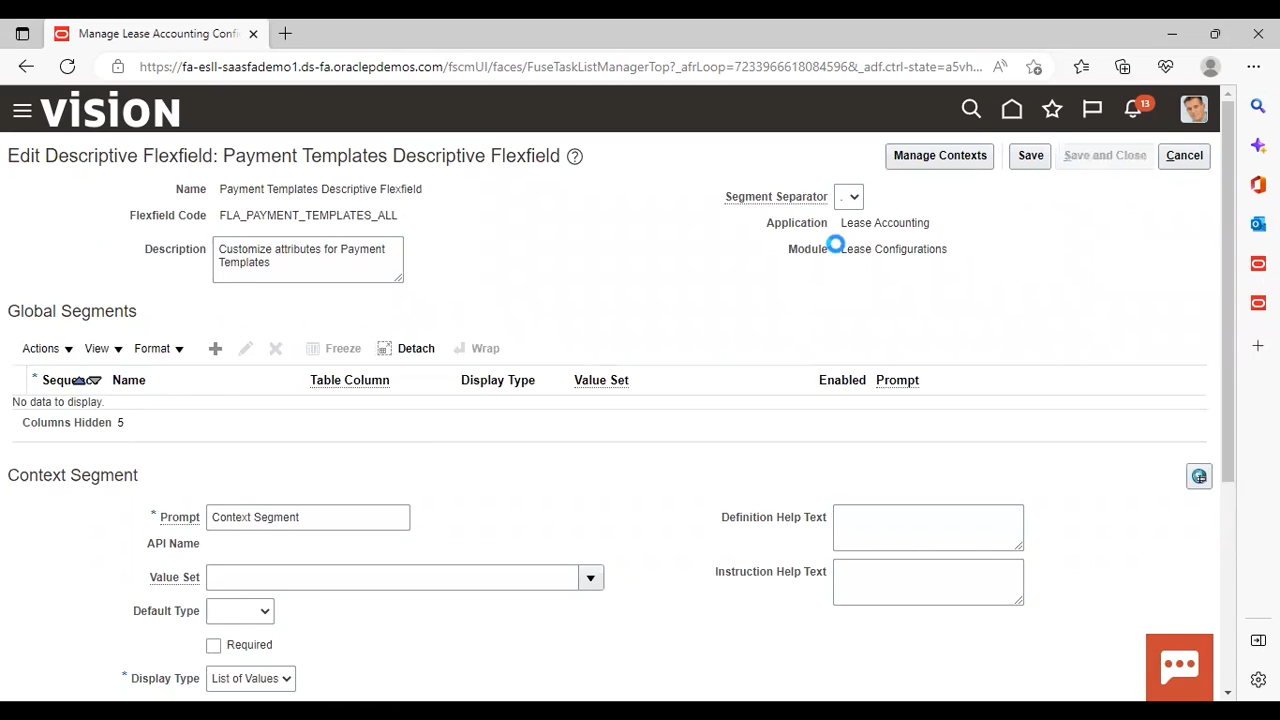 Manage Lease Accounting Confi
https://fa-esll-saasfademo1.ds-fa.oraclepdemos.com/fscmUI/faces/FuseTaskListManagerTop?_afrLoop=72339666180845968&_adf.ctrl-state=a5vh...
VISION
13
Edit Descriptive Flexfield: Payment Templates Descriptive Flexfield
Manage Contexts
Save
Save and Close
Cancel
Name Payment Templates Descriptive Flexfield
Segment Separator .
Flexfield Code FLA_PAYMENT_TEMPLATES_ALL
Application Lease Accounting
Description Customize attributes for Payment
Templates
Module Lease Configurations
Global Segments
Actions View Format Freeze Detach Wrap
* Sequenc Name Table Column Display Type Value Set Enabled Prompt
No data to display.
Columns Hidden 5
Context Segment
* Prompt Context Segment
Definition Help Text
API Name
Value Set
Instruction Help Text
Default Type
Required
* Display Type List of Values